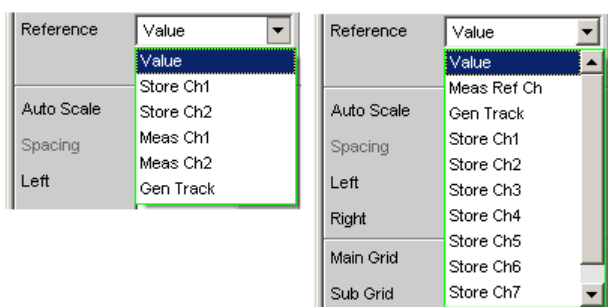 Reference Value
Value
Store Ch1
Auto Scale Store Ch2
Spacing Meas Ch1
Meas Ch2
Left Gen Track
Reference Value
Value
Meas Ref Ch
Auto Scale Gen Track
Spacing Store Ch1
Store Ch2
Left Store Ch3
Right Store Ch4
Store Ch5
Main Grid Store Ch6
Sub Grid Store Ch7